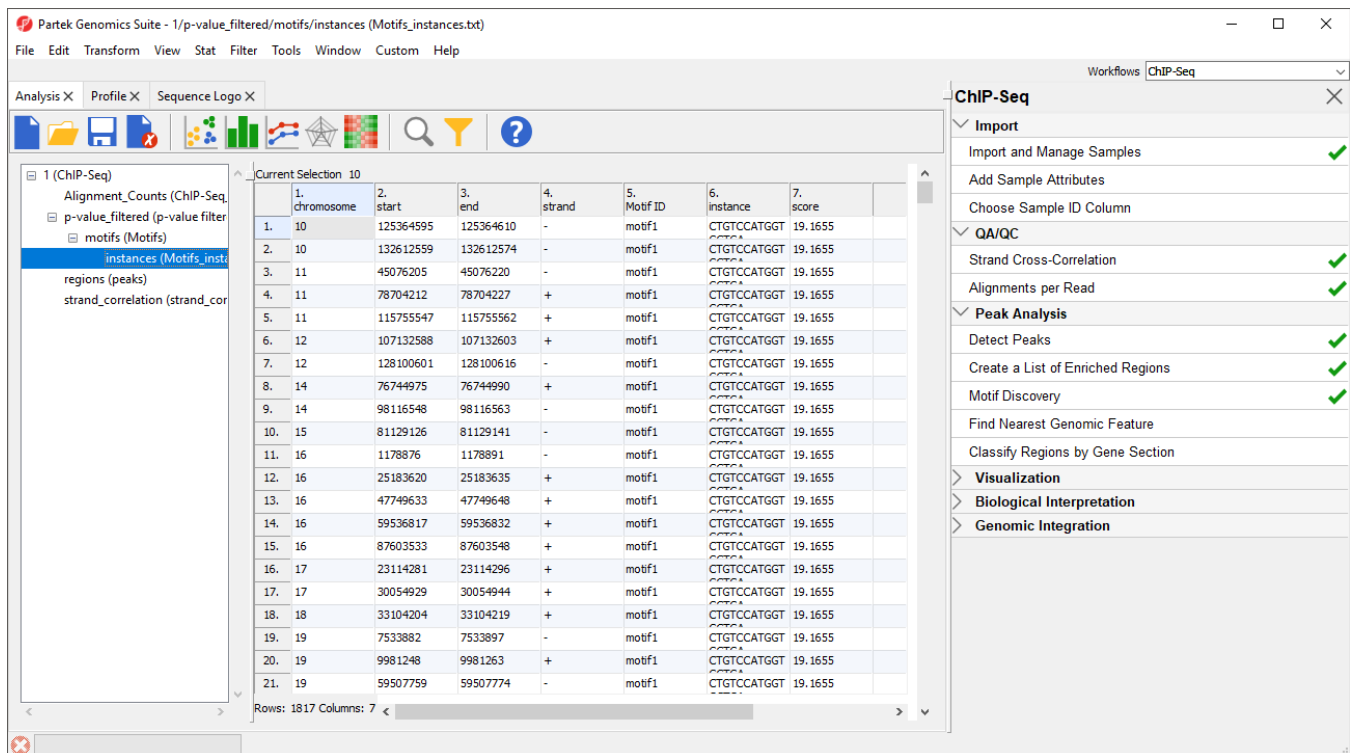 Partek Genomics Suite - 1/p-value_filtered/motifs/instances (Motifs_instances.txt)
File Edit Transform View Stat Filter Tools Window Custom Help
Workflows ChIP-Seq
Analysis Profile Sequence Logo
1 (ChIP-Seq)
Alignment_Counts (ChIP-Seq_
p-value_filtered (p-value filter
motifs (Motifs)
instances (Motifs_insta
regions (peaks)
strand_correlation (strand_cor
Current Selection 10
1. chromosome 2. start 3. end 4. strand 5. Motif ID 6. instance 7. score
1. 10 125364595 125364610 - motif1 CTGTCCATGGT 19.1655
2. 10 132612559 132612574 - motif1 CTGTCCATGGT 19.1655
3. 11 45076205 45076220 - motif1 CTGTCCATGGT 19.1655
4. 11 78704212 78704227 + motif1 CTGTCCATGGT 19.1655
5. 11 115755547 115755562 + motif1 CTGTCCATGGT 19.1655
6. 12 107132588 107132603 + motif1 CTGTCCATGGT 19.1655
7. 12 128100601 128100616 - motif1 CTGTCCATGGT 19.1655
8. 14 76744975 76744990 + motif1 CTGTCCATGGT 19.1655
9. 14 98116548 98116563 - motif1 CTGTCCATGGT 19.1655
10. 15 81129126 81129141 - motif1 CTGTCCATGGT 19.1655
11. 16 1178876 1178891 - motif1 CTGTCCATGGT 19.1655
12. 16 25183620 25183635 + motif1 CTGTCCATGGT 19.1655
13. 16 47749633 47749648 + motif1 CTGTCCATGGT 19.1655
14. 16 59536817 59536832 + motif1 CTGTCCATGGT 19.1655
15. 16 87603533 87603548 + motif1 CTGTCCATGGT 19.1655
16. 17 23114281 23114296 + motif1 CTGTCCATGGT 19.1655
17. 17 30054929 30054944 + motif1 CTGTCCATGGT 19.1655
18. 18 33104204 33104219 + motif1 CTGTCCATGGT 19.1655
19. 19 7533882 7533897 - motif1 CTGTCCATGGT 19.1655
20. 19 9981248 9981263 + motif1 CTGTCCATGGT 19.1655
21. 19 59507759 59507774 - motif1 CTGTCCATGGT 19.1655
Rows: 1817 Columns: 7
ChIP-Seq
Import
Import and Manage Samples
Add Sample Attributes
Choose Sample ID Column
QA/QC
Strand Cross-Correlation
Alignments per Read
Peak Analysis
Detect Peaks
Create a List of Enriched Regions
Motif Discovery
Find Nearest Genomic Feature
Classify Regions by Gene Section
Visualization
Biological Interpretation
Genomic Integration